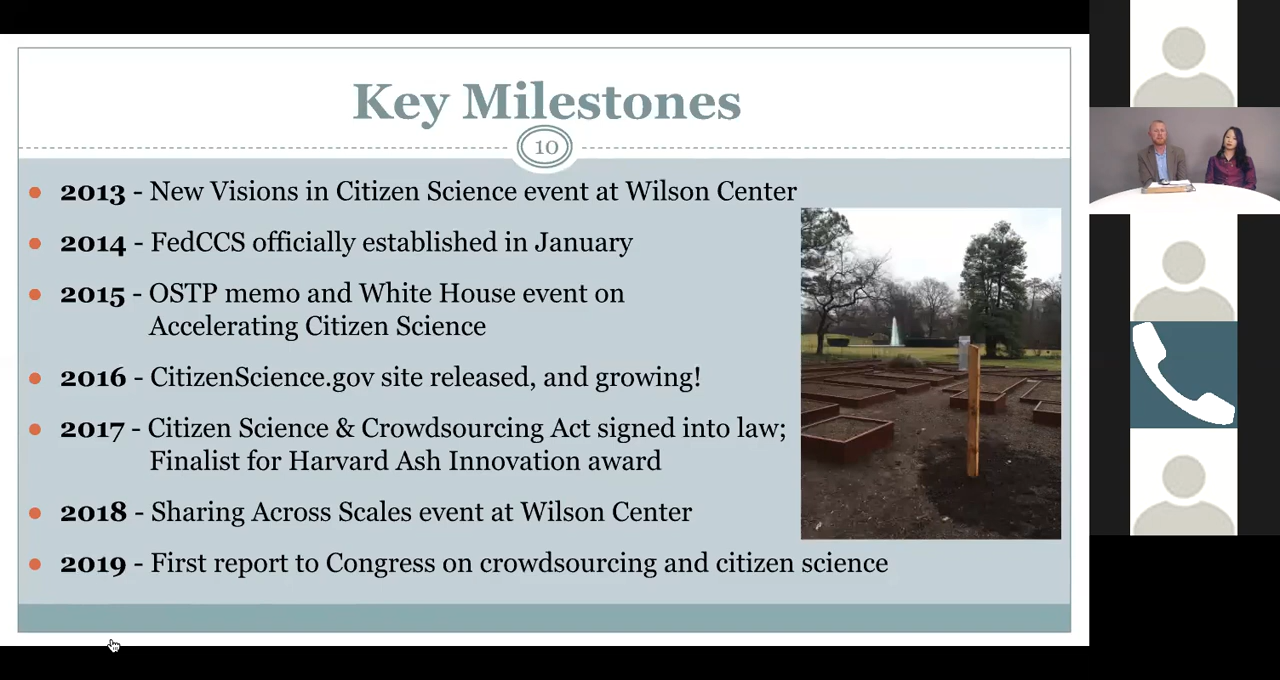 Key Milestones
10
2013 - New Visions in Citizen Science event at Wilson Center
2014 - FedCCS officially established in January
2015 - OSTP memo and White House event on
Accelerating Citizen Science
2016 - CitizenScience.gov site released, and growing!
2017 - Citizen Science & Crowdsourcing Act signed into law;
Finalist for Harvard Ash Innovation award
2018 - Sharing Across Scales event at Wilson Center
2019 - First report to Congress on crowdsourcing and citizen science